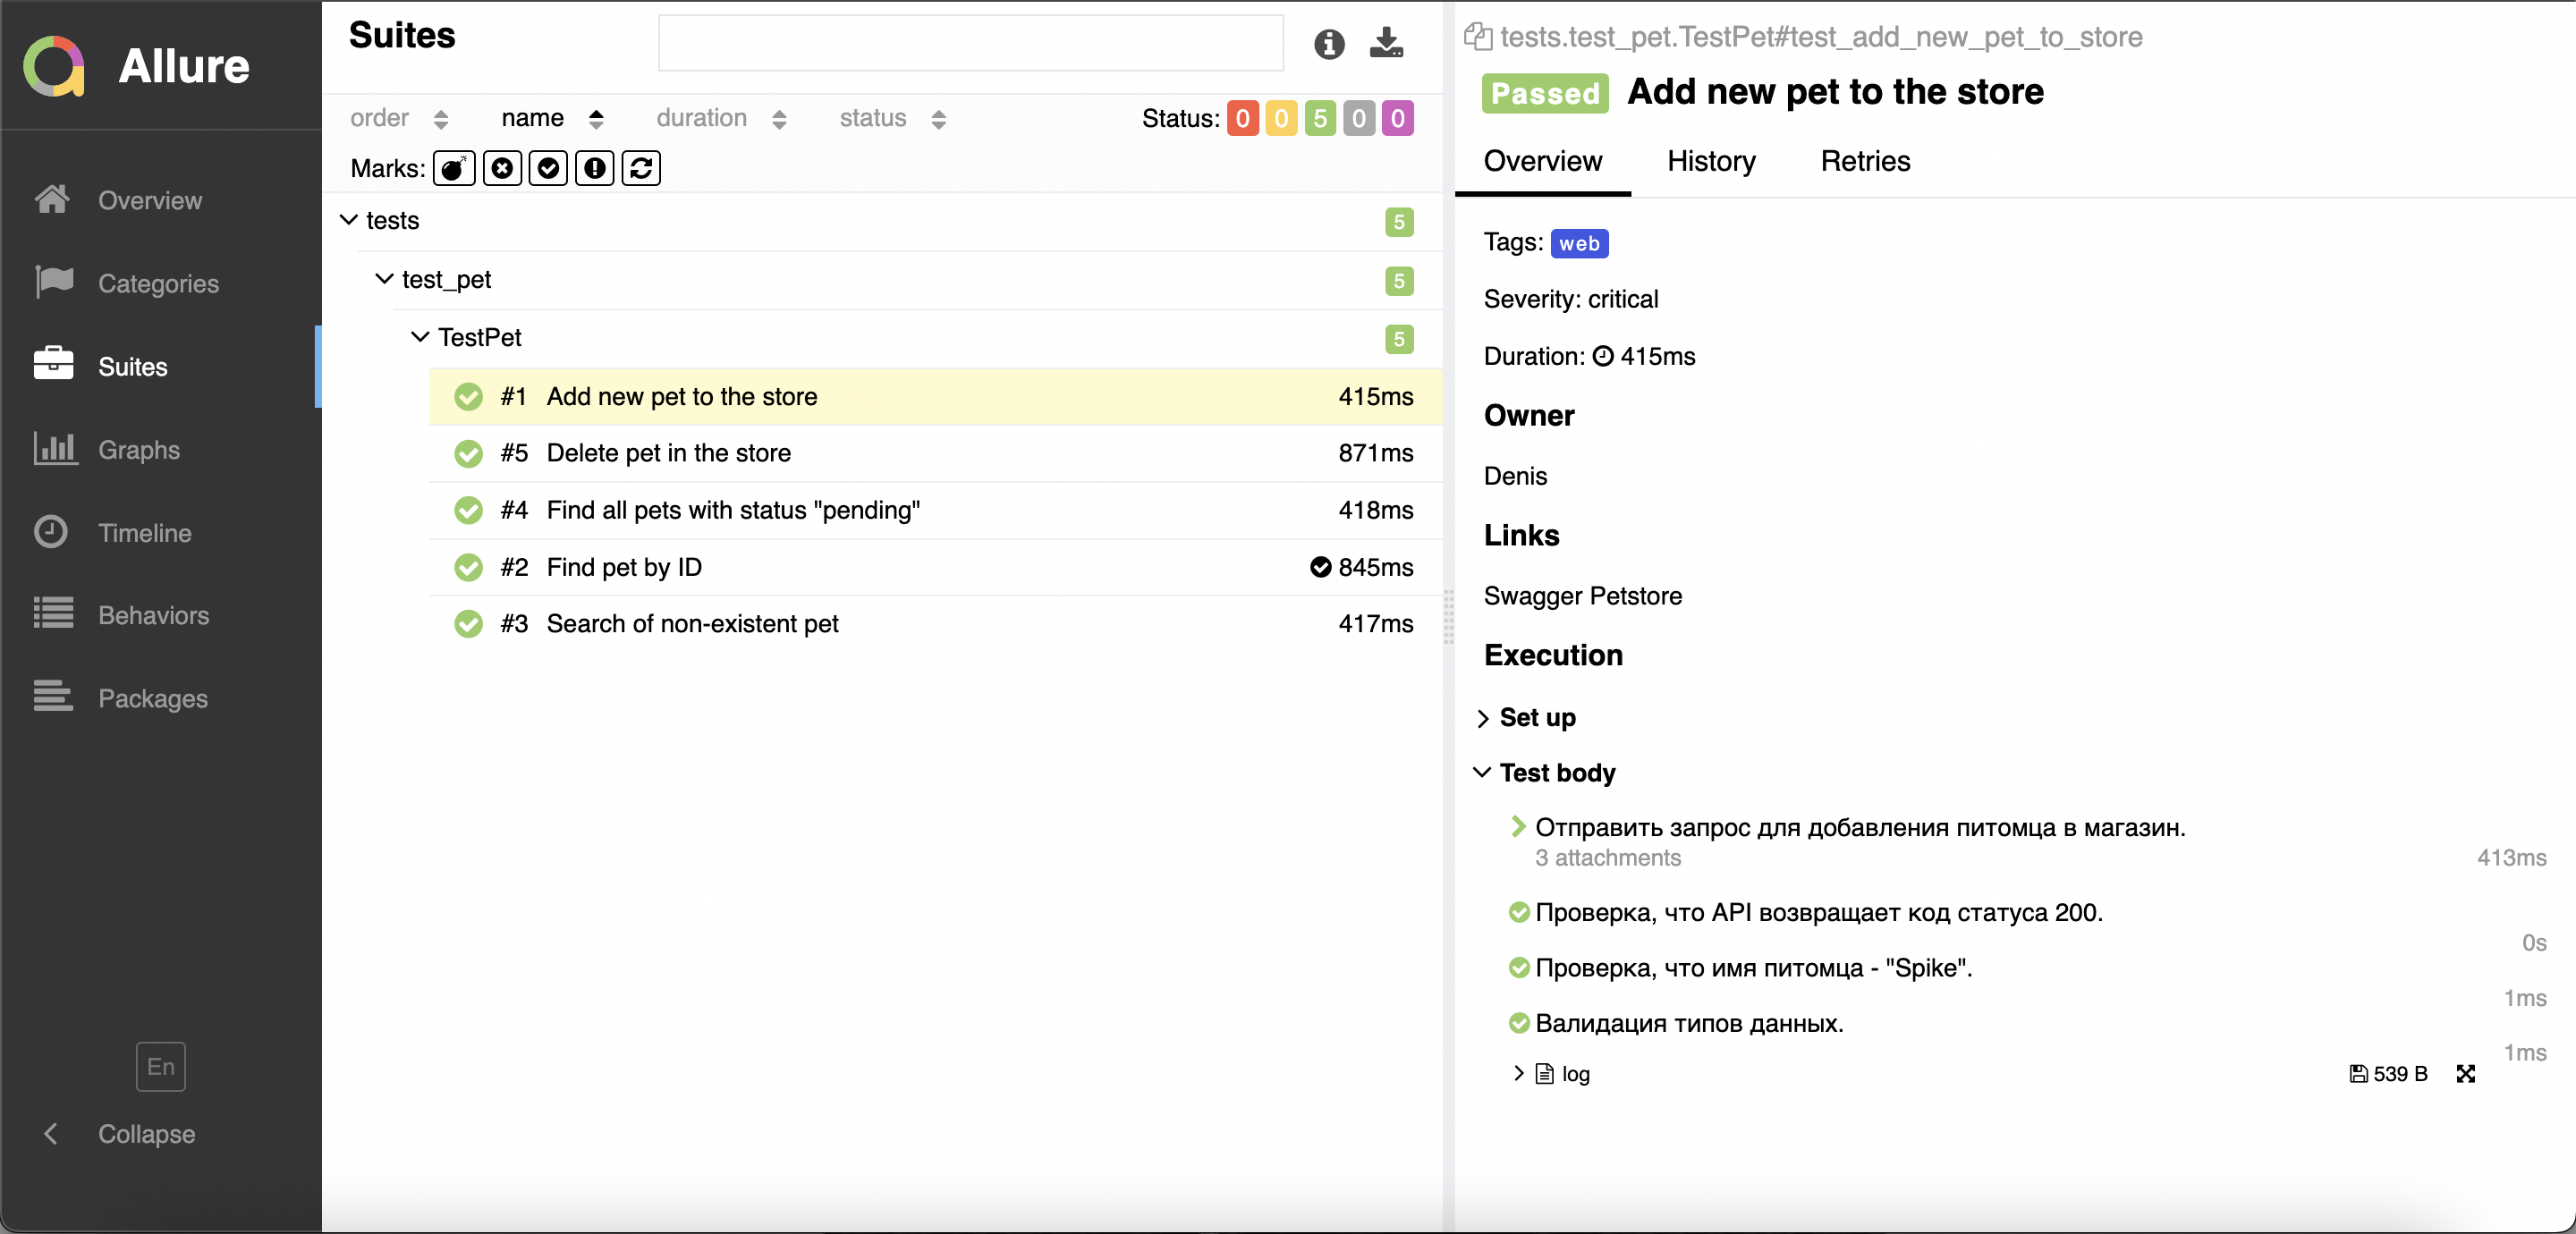 Allure
Overview
Categories
Suites
Graphs
Timeline
Behaviors
Packages
En
Collapse
Suites
order name duration status Status: 0 0 5 0 0
Marks:
tests 5
test_pet 5
TestPet 5
#1 Add new pet to the store 415ms
#5 Delete pet in the store 871ms
#4 Find all pets with status "pending" 418ms
#2 Find pet by ID 845ms
#3 Search of non-existent pet 417ms
tests.test_pet.TestPet#test_add_new_pet_to_store
Passed Add new pet to the store
Overview History Retries
Tags: web
Severity: critical
Duration: 415ms
Owner
Denis
Links
Swagger Petstore
Execution
Set up
Test body
Отправить запрос для добавления питомца в магазин.
3 attachments 413ms
Проверка, что API возвращает код статуса 200.
0s
Проверка, что имя питомца - "Spike".
1ms
Валидация типов данных.
1ms
log 539 B